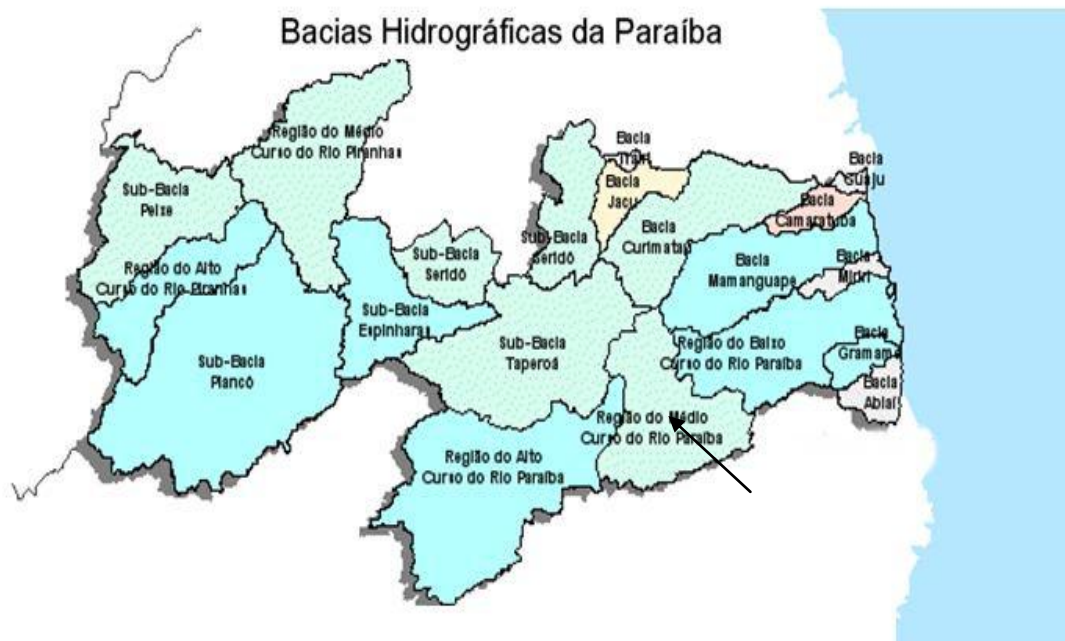 Bacias Hidrográficas da Paraíba
Região do Médio
Curso do Rio Piranhas
Sub-Bacia
Peixe
Região do Alto
Curso do Rio Piranhas
Sub-Bacia
Piancó
Sub-Bacia
Espinharas
Sub-Bacia
Seridó
Sub-Bacia
Seridó
Bacia
Trairi
Bacia
Jacu
Bacia
Curimataú
Bacia
Guaju
Bacia
Camaratuba
Bacia
Mamanguape
Bacia
Miriri
Sub-Bacia
Taperoá
Região do Baixo
Curso do Rio Paraíba
Bacia
Gramame
Bacia
Abiaí
Região do Médio
Curso do Rio Paraíba
Região do Alto
Curso do Rio Paraíba